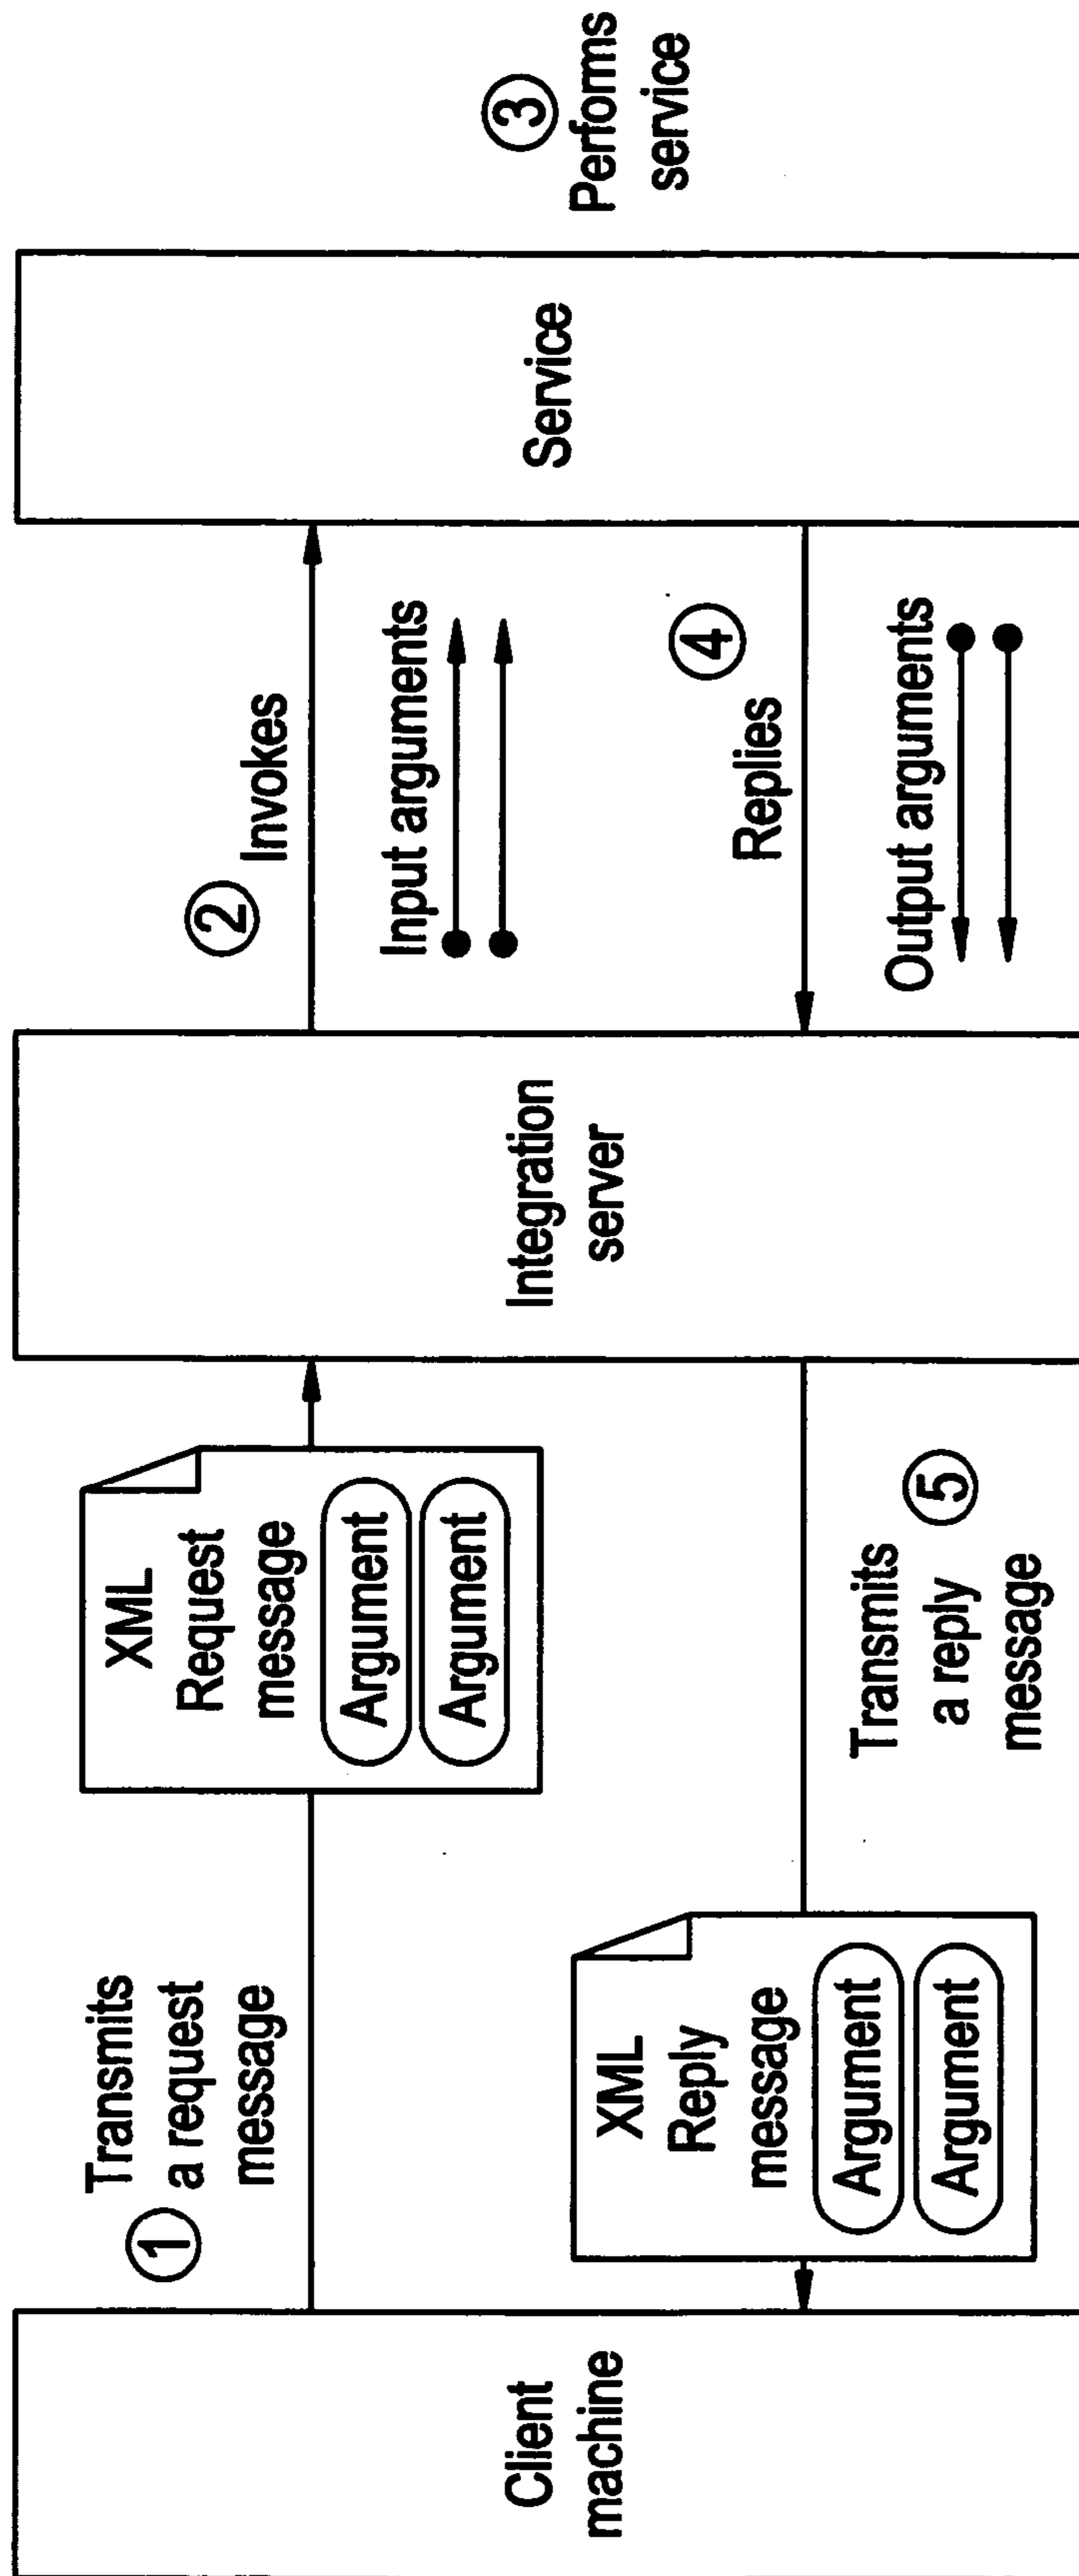 Client
machine
1
Transmits
a request
message
XML
Request
message
Argument
Argument
Integration
server
2
Invokes
Input arguments
Service
3
Perfoms
service
4
Replies
Output arguments
5
Transmits
a reply
message
XML
Reply
message
Argument
Argument